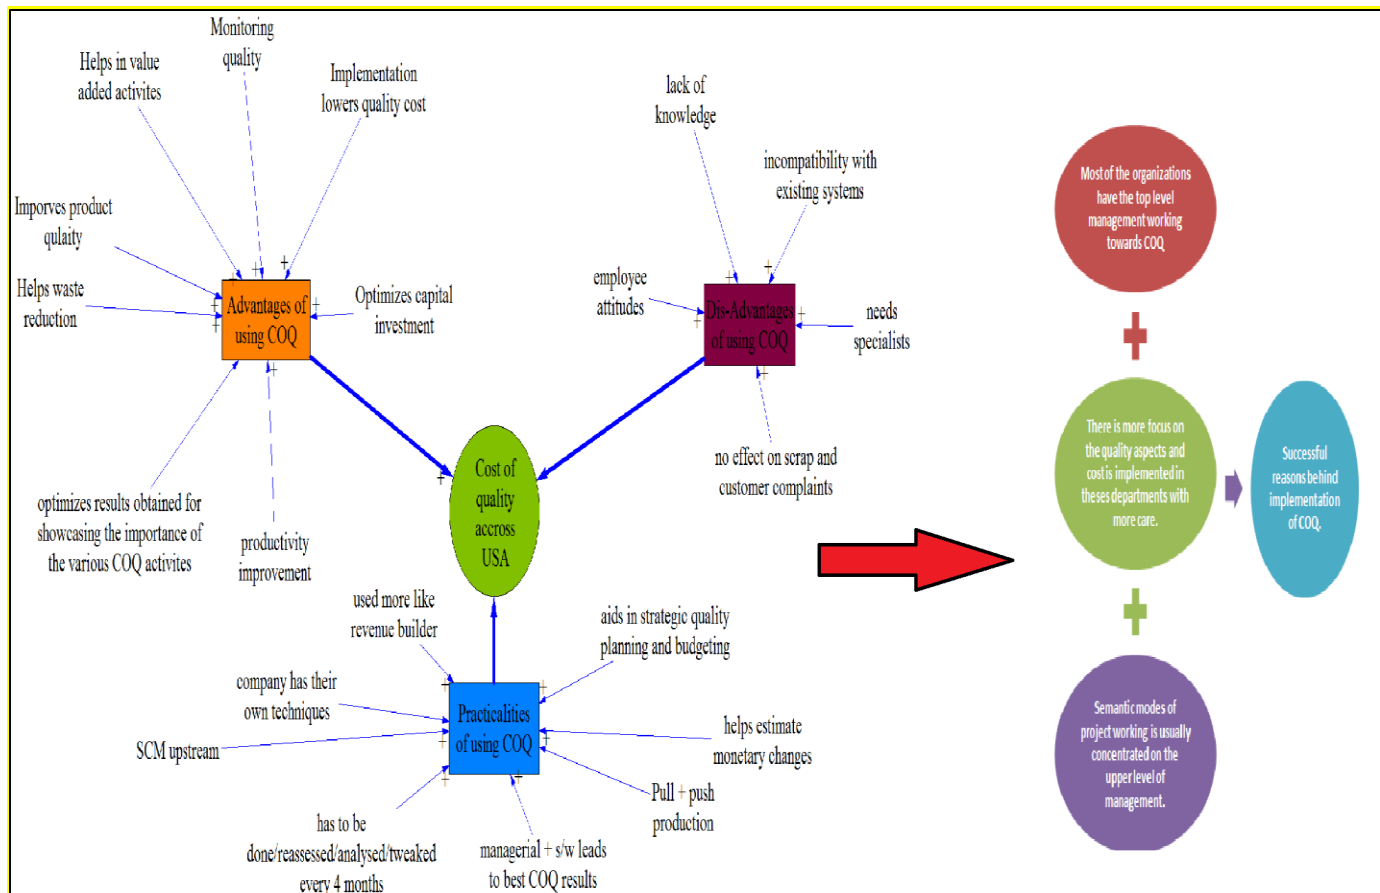 Monitoring
quality
Helps in value
added activites
Implementation
lowers quality cost
Imporves product
qulaity
Helps waste
reduction
Advantages of
using COQ
Optimizes capital
investment
optimizes results obtained for
showcasing the importance of
the various COQ activites
productivity
improvement
lack of
knowledge
incompatibility with
existing systems
employee
attitudes
Dis-Advantages
of using COQ
needs
specialists
no effect on scrap and
customer complaints
Cost of
quality
accross
USA
used more like
revenue builder
aids in strategic quality
planning and budgeting
company has their
own techniques
Practicalities
of using COQ
SCM upstream
helps estimate
monetary changes
Pull + push
production
has to be
done/reassessed/analysed/tweaked
every 4 months
managerial + s/w leads
to best COQ results
Most of the organizations
have the top level
management working
towards COQ
There is more focus on
the quality aspects and
cost is implemented in
theses departments with
more care.
Successful
reasons behind
implementation
of COQ.
Semantic modes of
project working is usually
concentrated on the
upper level of
management.